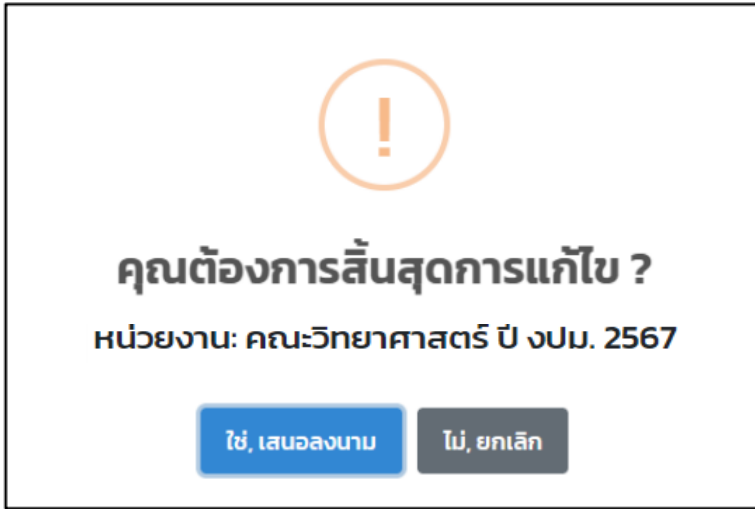 !
คุณต้องการสิ้นสุดการแก้ไข ?
หน่วยงาน: คณะวิทยาศาสตร์ ปี งปม. 2567
ใช่, เสนอลงนาม
ไม่, ยกเลิก